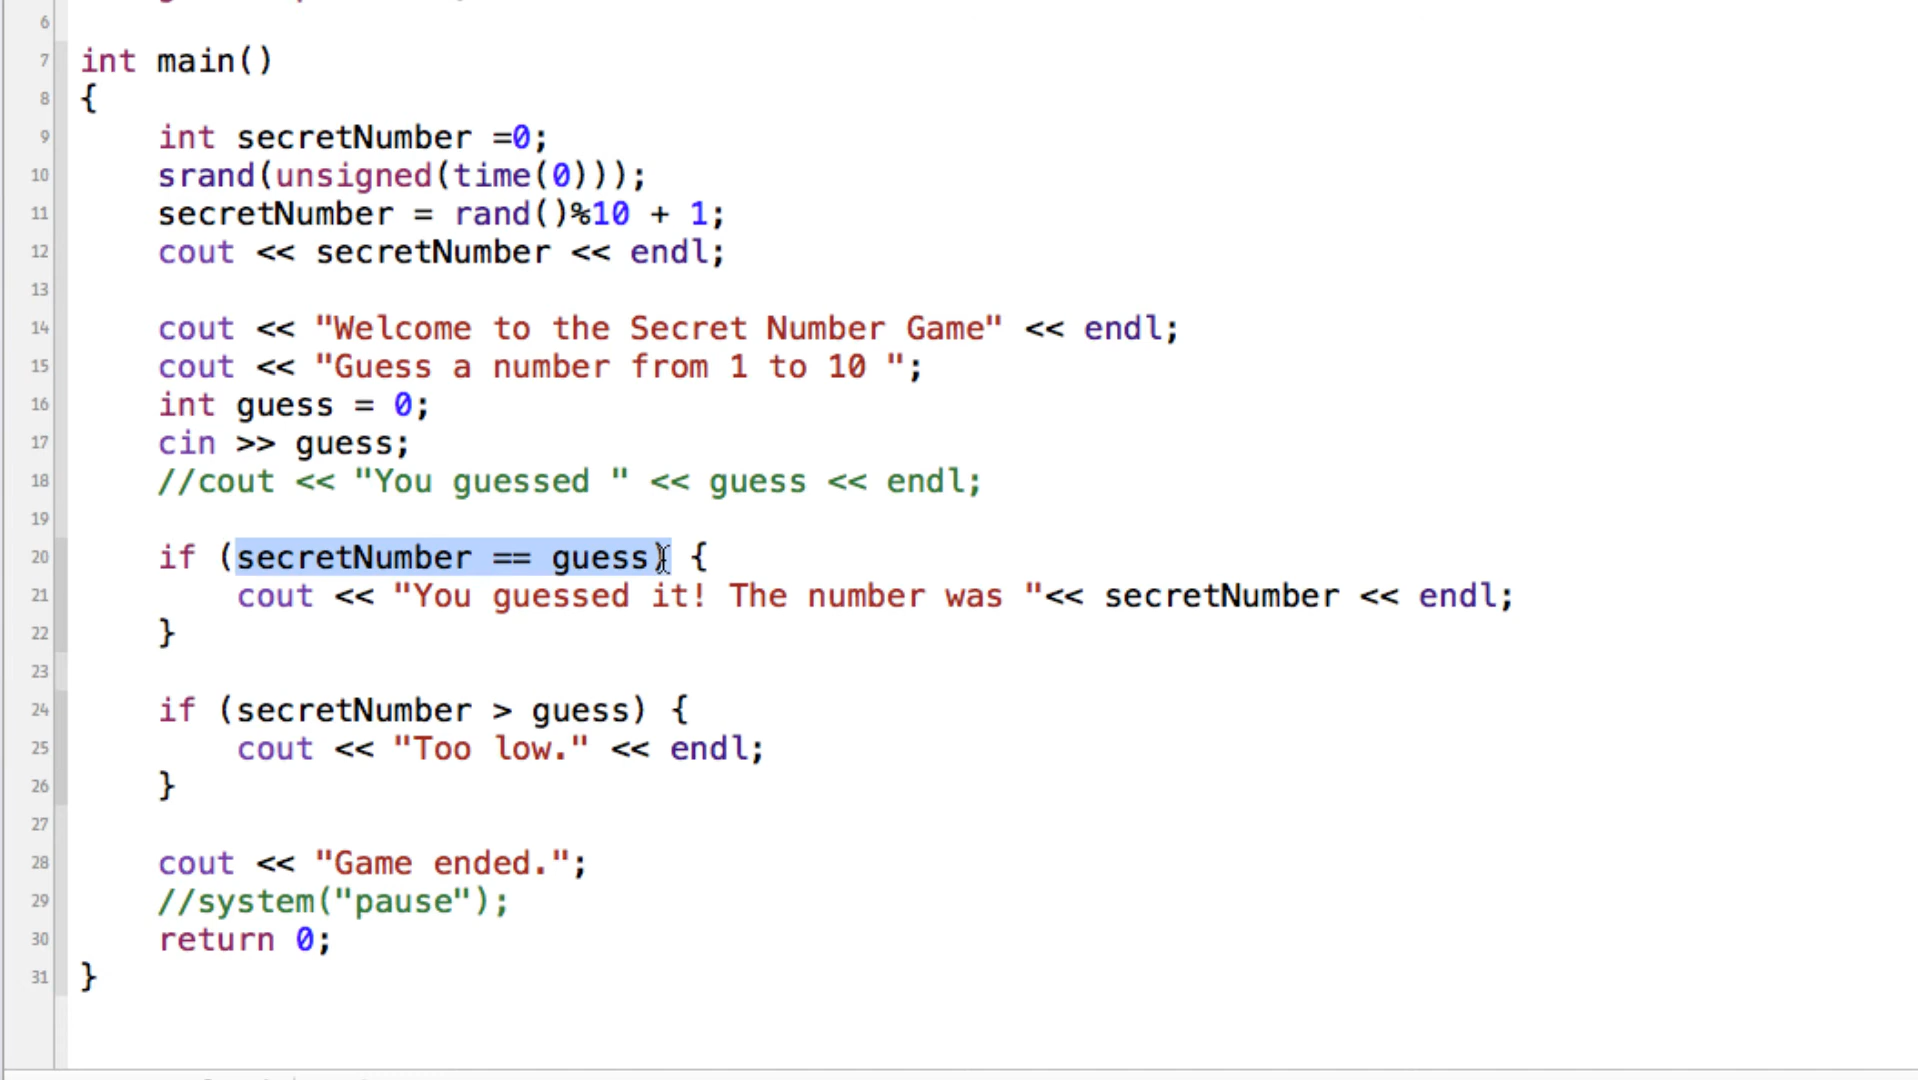 6
7 int main()
8 {
9 int secretNumber =0;
10 srand(unsigned(time(0)));
11 secretNumber = rand()%10 + 1;
12 cout << secretNumber << endl;
13
14 cout << "Welcome to the Secret Number Game" << endl;
15 cout << "Guess a number from 1 to 10 ";
16 int guess = 0;
17 cin >> guess;
18 //cout << "You guessed " << guess << endl;
19
20 if (secretNumber == guess) {
21 cout << "You guessed it! The number was "<< secretNumber << endl;
22 }
23
24 if (secretNumber > guess) {
25 cout << "Too low." << endl;
26 }
27
28 cout << "Game ended.";
29 //system("pause");
30 return 0;
31 }